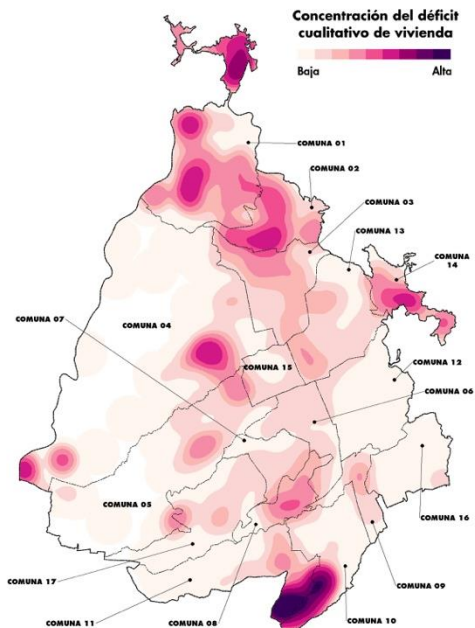 Concentración del déficit
cualitativo de vivienda
Baja Alta
COMUNA 01
COMUNA 02
COMUNA 03
COMUNA 13
COMUNA
14
COMUNA 07
COMUNA 04
COMUNA 15
COMUNA 12
COMUNA 06
COMUNA 05
COMUNA 16
COMUNA 17
COMUNA 09
COMUNA 11
COMUNA 08
COMUNA 10